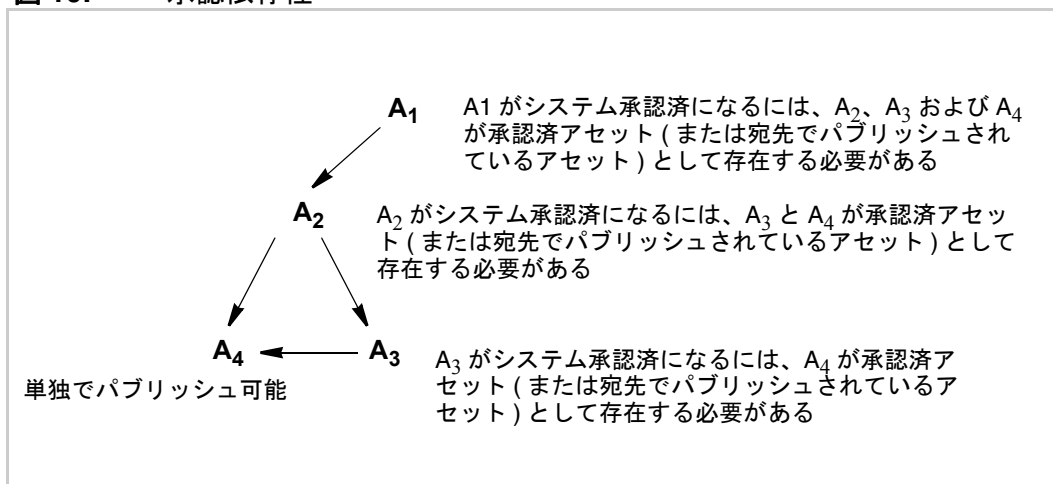 A1
A1 がシステム承認済になるには、A2、A3 および A4
が承認済アセット ( または宛先でパブリッシュされ
ているアセット ) として存在する必要がある
A2
A2 がシステム承認済になるには、A3 と A4 が承認済アセッ
ト ( または宛先でパブリッシュされているアセット ) として
存在する必要がある
A4
A3
単独でパブリッシュ可能
A3 がシステム承認済になるには、A4 が承認済ア
セット ( または宛先でパブリッシュされているア
セット ) として存在する必要がある